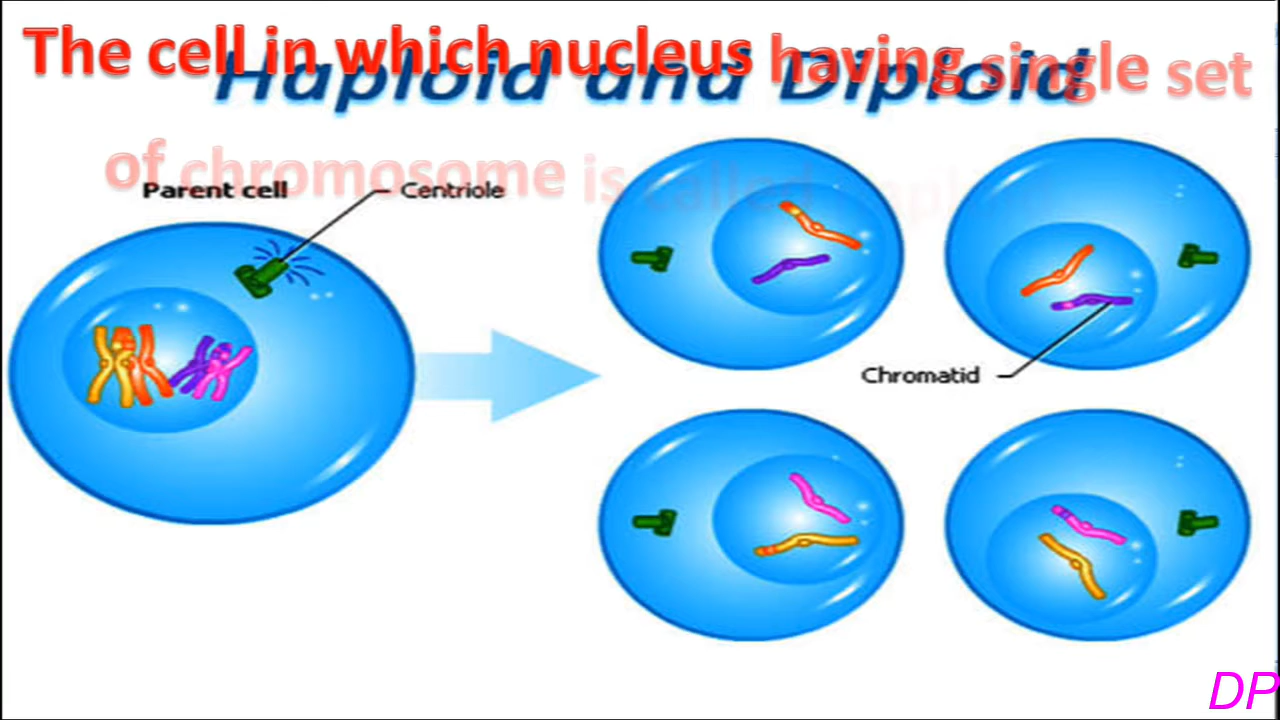 The cell in which nucleus having single set
Haploid and Diploid
of chromosome is called
Parent cell
Centriole
Chromatid
DP